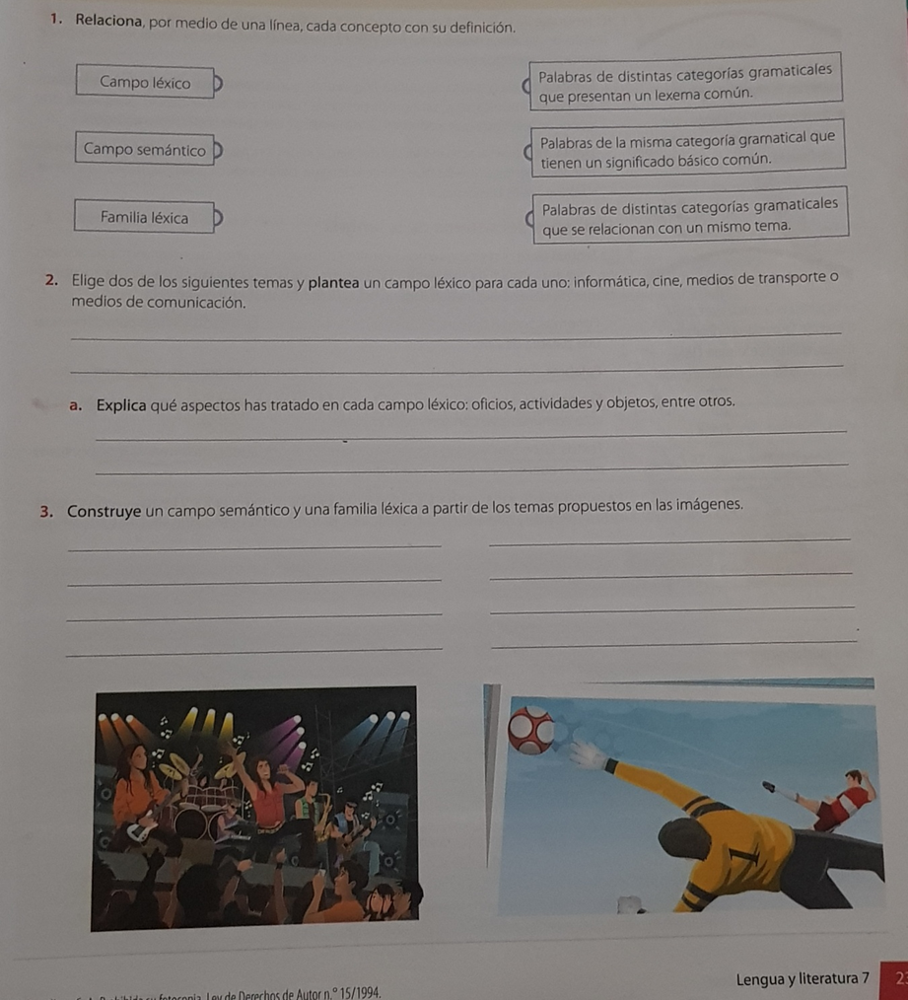 1. Relaciona, por medio de una línea, cada concepto con su definición.
Campo léxico
Palabras de distintas categorías gramaticales
que presentan un lexema común.
Campo semántico
Palabras de la misma categoría gramatical que
tienen un significado básico común.
Familia léxica
Palabras de distintas categorías gramaticales
que se relacionan con un mismo tema.
2. Elige dos de los siguientes temas y plantea un campo léxico para cada uno: informática, cine, medios de transporte o
medios de comunicación.
a. Explica qué aspectos has tratado en cada campo léxico: oficios, actividades y objetos, entre otros.
3. Construye un campo semántico y una familia léxica a partir de los temas propuestos en las imágenes.
1
Lengua y literatura 7
Ley de Derechos de Autor n.° 15/1994.